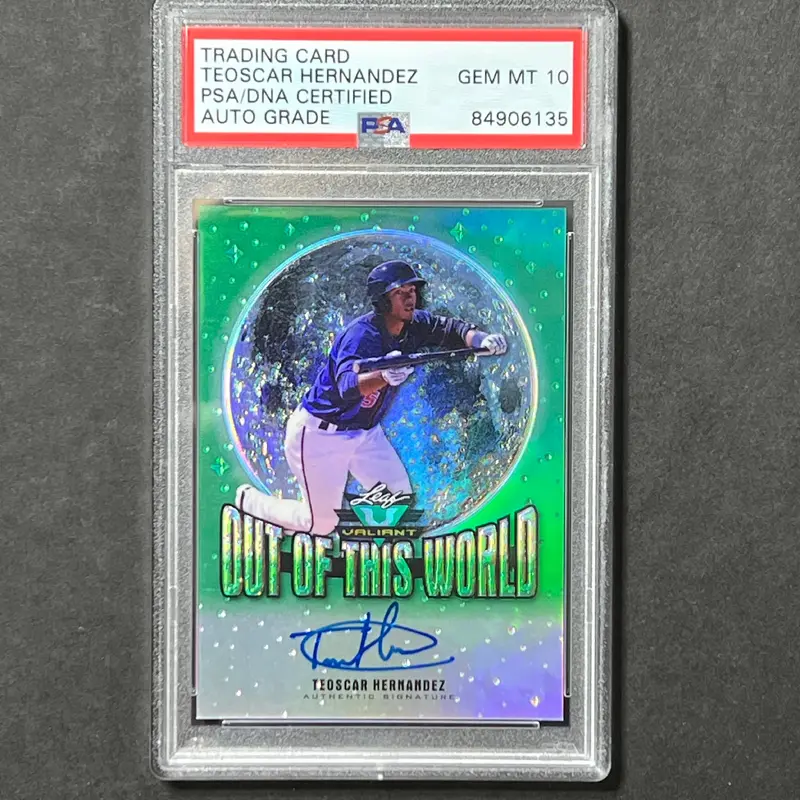 TRADING CARD
TEOSCAR HERNANDEZ GEM MT 10
PSA/DNA CERTIFIED
AUTO GRADE PSA 84906135
Leaf
VALIANT
OUT OF THIS WORLD
TEOSCAR HERNANDEZ
AUTHENTIC SIGNATURE